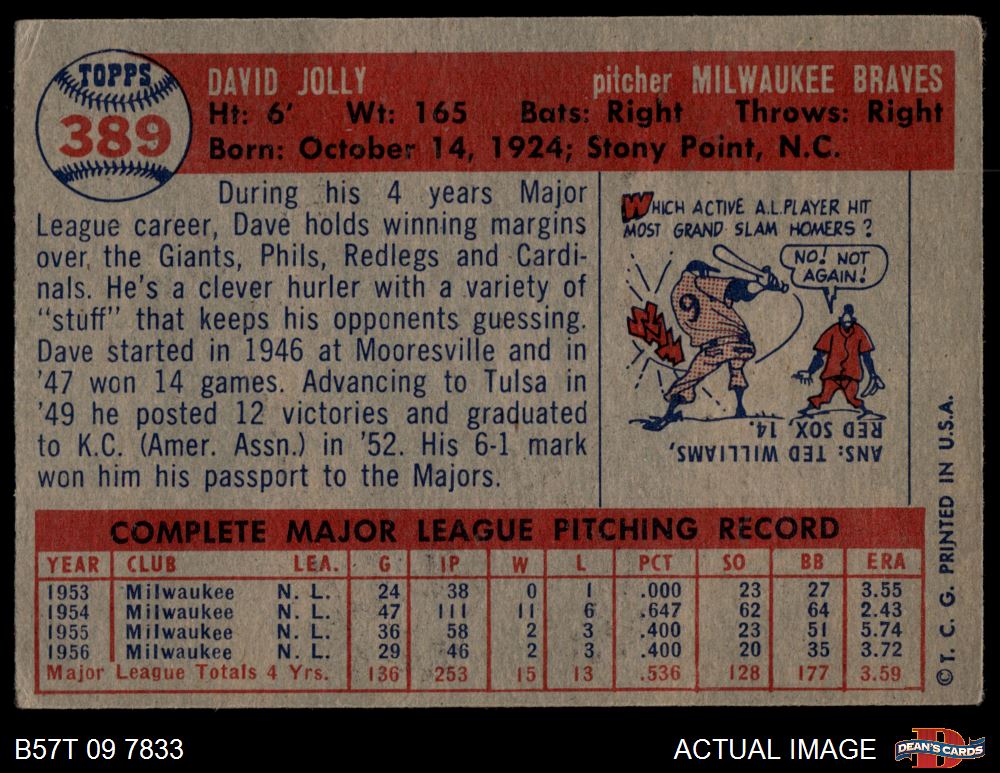 TOPPS
389
DAVID JOLLY pitcher MILWAUKEE BRAVES
Ht: 6' Wt: 165 Bats: Right Throws: Right
Born: October 14, 1924; Stony Point, N.C.
During his 4 years Major
League career, Dave holds winning margins
over the Giants, Phils, Redlegs and Cardi-
nals. He's a clever hurler with a variety of
"stuff" that keeps his opponents guessing.
Dave started in 1946 at Mooresville and in
'47 won 14 games. Advancing to Tulsa in
'49 he posted 12 victories and graduated
to K.C. (Amer. Assn.) in '52. His 6-1 mark
won him his passport to the Majors.
WHICH ACTIVE A.L. PLAYER HIT
MOST GRAND SLAM HOMERS?
NO! NOT
AGAIN!
9
ANS: TED WILLIAMS,
RED SOX, 14.
COMPLETE MAJOR LEAGUE PITCHING RECORD
YEAR CLUB LEA. G IP W L PCT SO BB ERA
1953 Milwaukee N. L. 24 38 0 1 .000 23 27 3.55
1954 Milwaukee N. L. 47 111 11 6 .647 62 64 2.43
1955 Milwaukee N. L. 36 58 2 3 .400 23 51 5.74
1956 Milwaukee N. L. 29 46 2 3 .400 20 35 3.72
Major League Totals 4 Yrs. 136 253 15 13 .536 128 177 3.59
© T. C. G. PRINTED IN U.S.A.
B57T 09 7833
ACTUAL IMAGE
D
DEAN'S CARDS